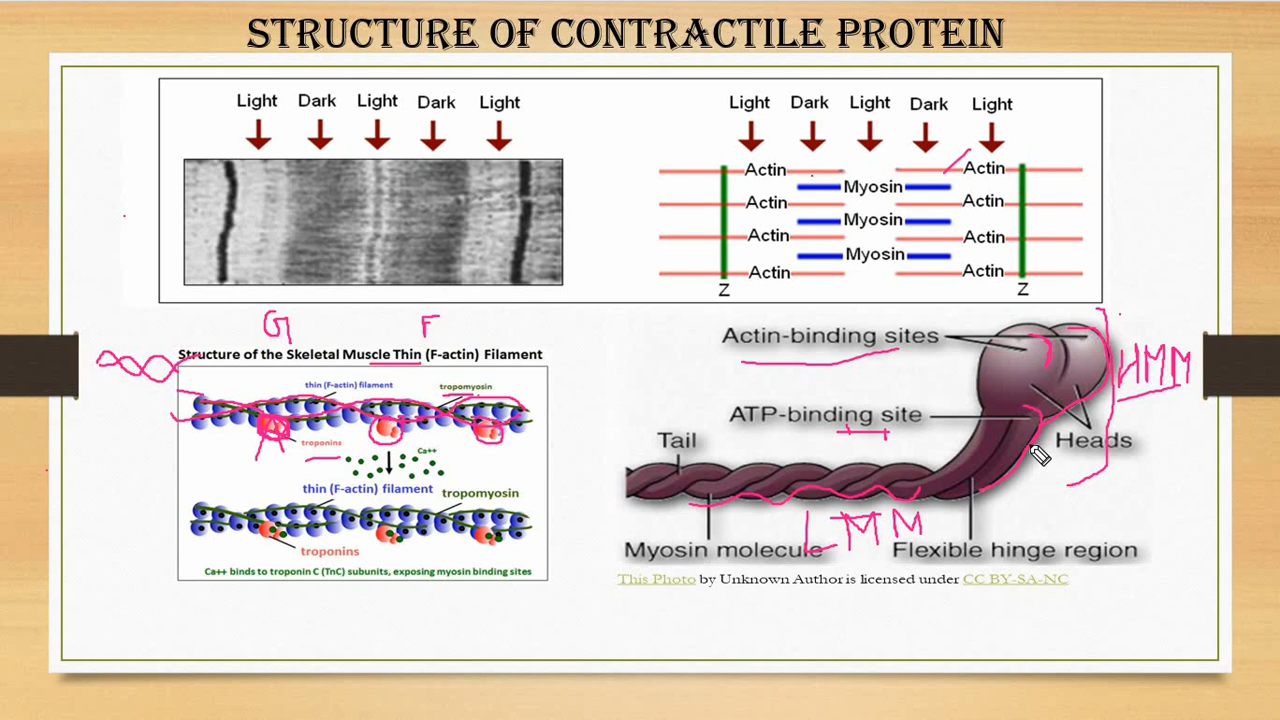 STRUCTURE OF CONTRACTILE PROTEIN
Light Dark Light Dark Light
Light Dark Light Dark Light
Actin Actin
Myosin
Actin Actin
Myosin
Actin Actin
Myosin
Actin Actin
Z Z
G F
Structure of the Skeletal Muscle Thin (F-actin) Filament
thin (F-actin) filament tropomyosin
troponins
Ca++
thin (F-actin) filament tropomyosin
troponins
Ca++ binds to troponin C (TnC) subunits, exposing myosin binding sites
Actin-binding sites
HMM
ATP-binding site
Tail Heads
LMM
Myosin molecule Flexible hinge region
This Photo by Unknown Author is licensed under CC BY-SA-NC